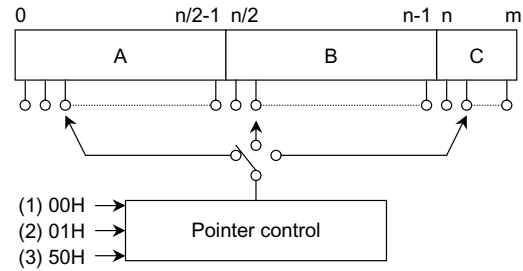 0 n/2-1 n/2 n-1 n m
A B C
(1) 00H
(2) 01H
(3) 50H
Pointer control